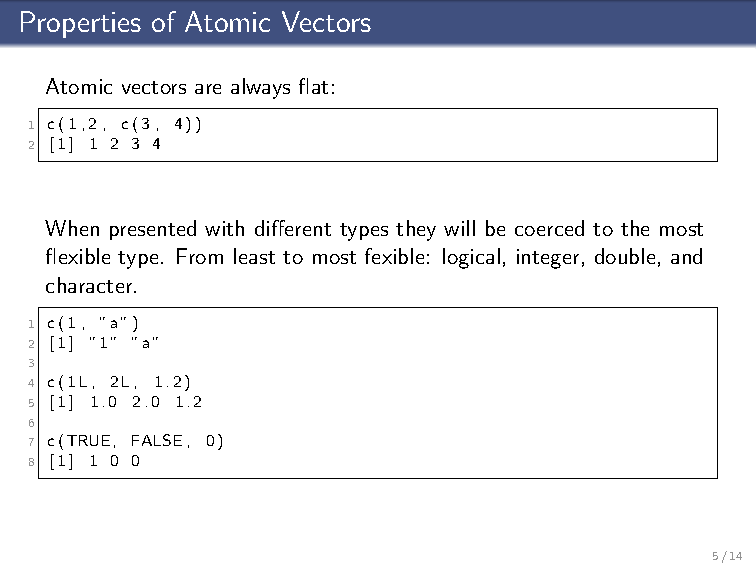 Properties of Atomic Vectors
Atomic vectors are always flat:
1 c(1,2, c(3, 4))
2 [1] 1 2 3 4
When presented with different types they will be coerced to the most
flexible type. From least to most fexible: logical, integer, double, and
character.
1 c(1, "a")
2 [1] "1" "a"
3
4 c(1L, 2L, 1.2)
5 [1] 1.0 2.0 1.2
6
7 c(TRUE, FALSE, 0)
8 [1] 1 0 0
5 / 14